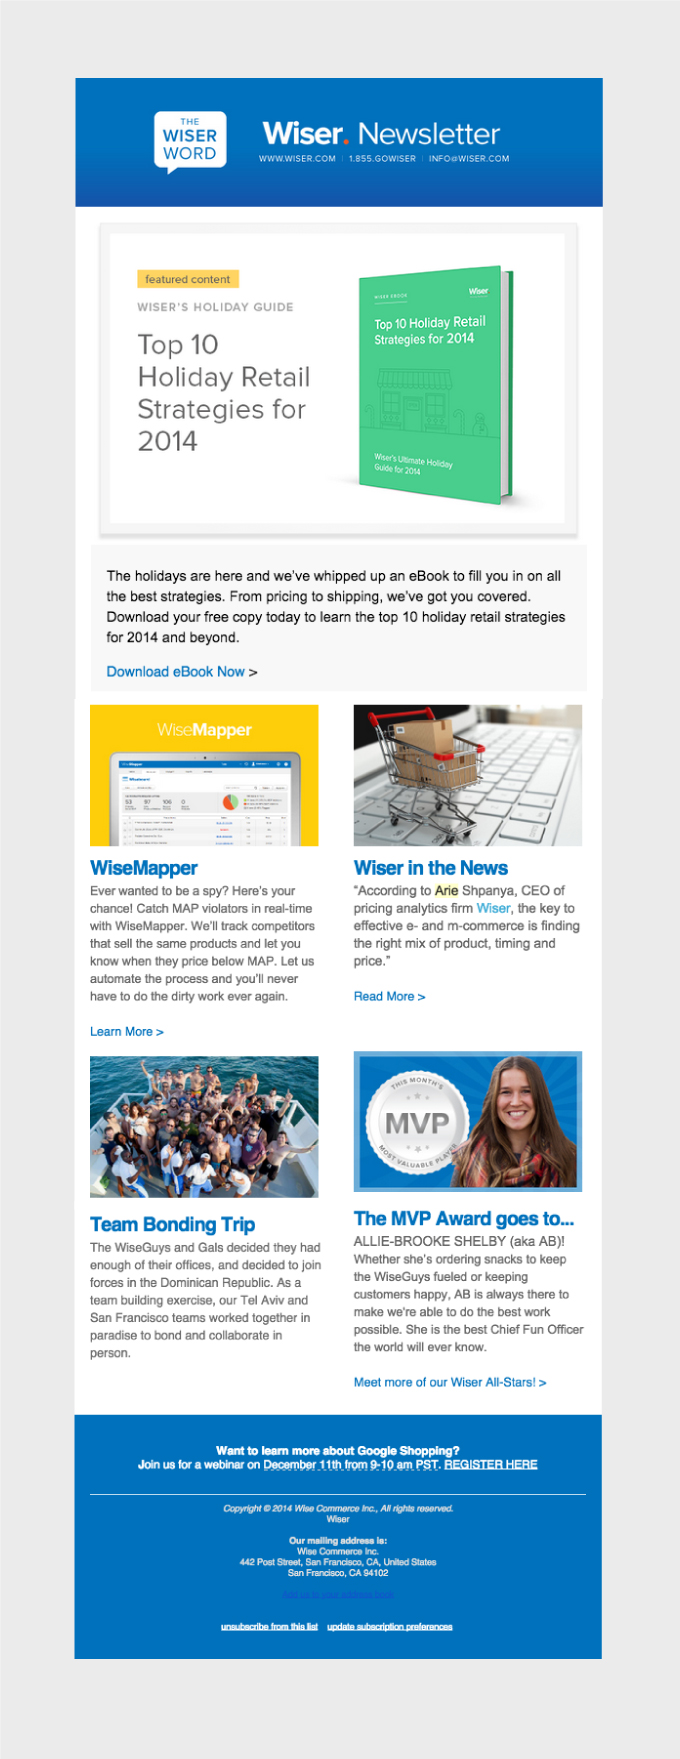 THE
WISER
WORD
Wiser. Newsletter
WWW.WISER.COM | 1.855.GOWISER | INFO@WISER.COM
featured content
WISER'S HOLIDAY GUIDE
Top 10
Holiday Retail
Strategies for
2014
WISER EBOOK
Wiser
Top 10 Holiday Retail
Strategies for 2014
Wiser's Ultimate Holiday
Guide for 2014
The holidays are here and we've whipped up an eBook to fill you in on all
the best strategies. From pricing to shipping, we've got you covered.
Download your free copy today to learn the top 10 holiday retail strategies
for 2014 and beyond.
Download eBook Now >
WiseMapper
WiseMapper
Ever wanted to be a spy? Here's your
chance! Catch MAP violators in real-time
with WiseMapper. We'll track competitors
that sell the same products and let you
know when they price below MAP. Let us
automate the process and you'll never
have to do the dirty work ever again.
Learn More >
Wiser in the News
"According to Arie Shpanya, CEO of
pricing analytics firm Wiser, the key to
effective e- and m-commerce is finding
the right mix of product, timing and
price."
Read More >
Team Bonding Trip
The WiseGuys and Gals decided they had
enough of their offices, and decided to join
forces in the Dominican Republic. As a
team building exercise, our Tel Aviv and
San Francisco teams worked together in
paradise to bond and collaborate in
person.
THIS MONTH'S
MVP
MOST VALUABLE PLAYER
The MVP Award goes to...
ALLIE-BROOKE SHELBY (aka AB)!
Whether she's ordering snacks to keep
the WiseGuys fueled or keeping
customers happy, AB is always there to
make we're able to do the best work
possible. She is the best Chief Fun Officer
the world will ever know.
Meet more of our Wiser All-Stars! >
Want to learn more about Google Shopping?
Join us for a webinar on December 11th from 9-10 am PST. REGISTER HERE
Copyright © 2014 Wise Commerce Inc., All rights reserved.
Wiser
Our mailing address is:
Wise Commerce Inc.
442 Post Street, San Francisco, CA, United States
San Francisco, CA 94102
unsubscribe from this list update subscription preferences